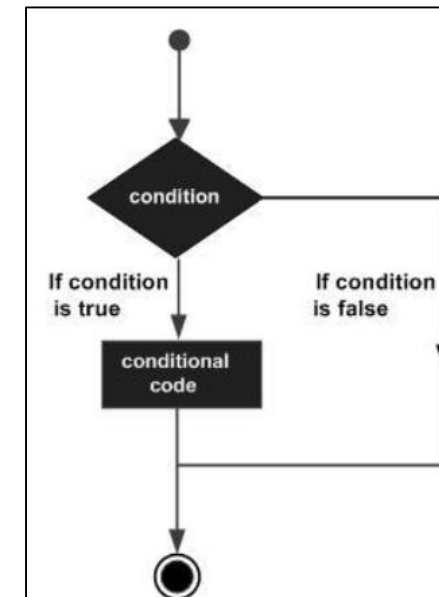 condition
If condition
is true
If condition
is false
conditional
code